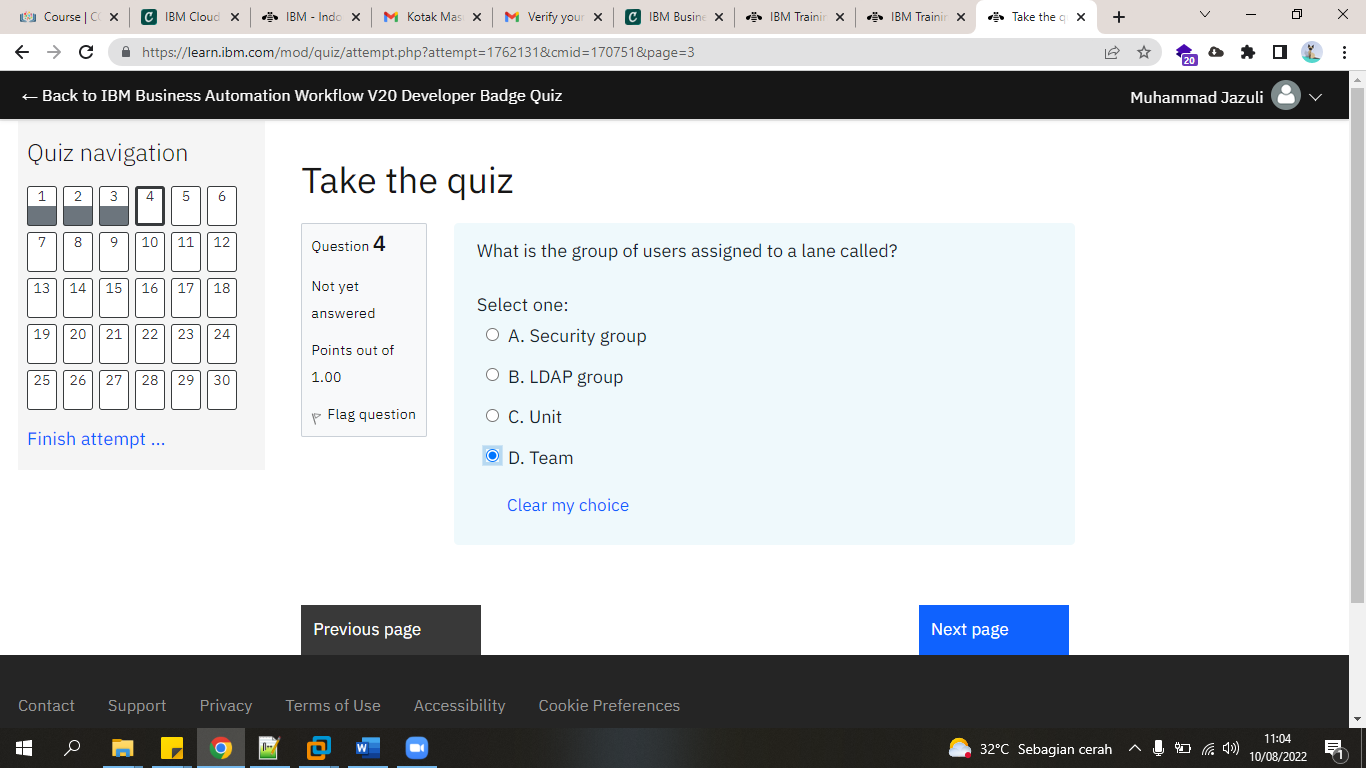 Course | C
IBM Cloud
IBM - Indo
Kotak Mas
Verify your
IBM Busine
IBM Trainin
IBM Trainin
Take the q
https://learn.ibm.com/mod/quiz/attempt.php?attempt=1762131&cmid=170751&page=3
20
← Back to IBM Business Automation Workflow V20 Developer Badge Quiz
Muhammad Jazuli
Quiz navigation
1 2 3 4 5 6
7 8 9 10 11 12
13 14 15 16 17 18
19 20 21 22 23 24
25 26 27 28 29 30
Finish attempt ...
Take the quiz
Question 4
Not yet
answered
Points out of
1.00
Flag question
What is the group of users assigned to a lane called?
Select one:
A. Security group
B. LDAP group
C. Unit
D. Team
Clear my choice
Previous page
Next page
Contact
Support
Privacy
Terms of Use
Accessibility
Cookie Preferences
32°C Sebagian cerah
11:04
10/08/2022
1